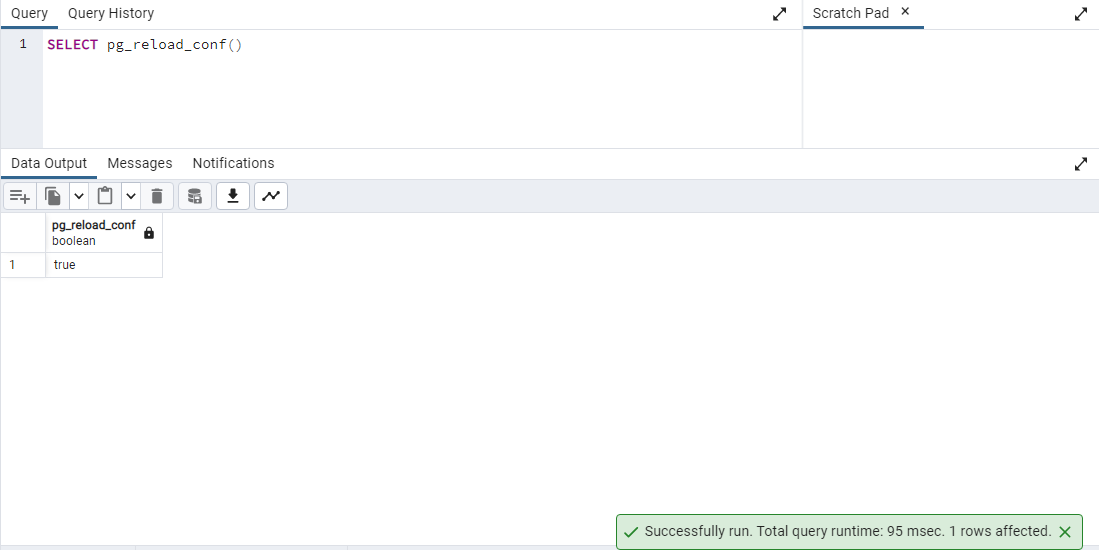 Query Query History Scratch Pad ×
1 SELECT pg_reload_conf()
Data Output Messages Notifications
pg_reload_conf
boolean
1 true
Successfully run. Total query runtime: 95 msec. 1 rows affected.